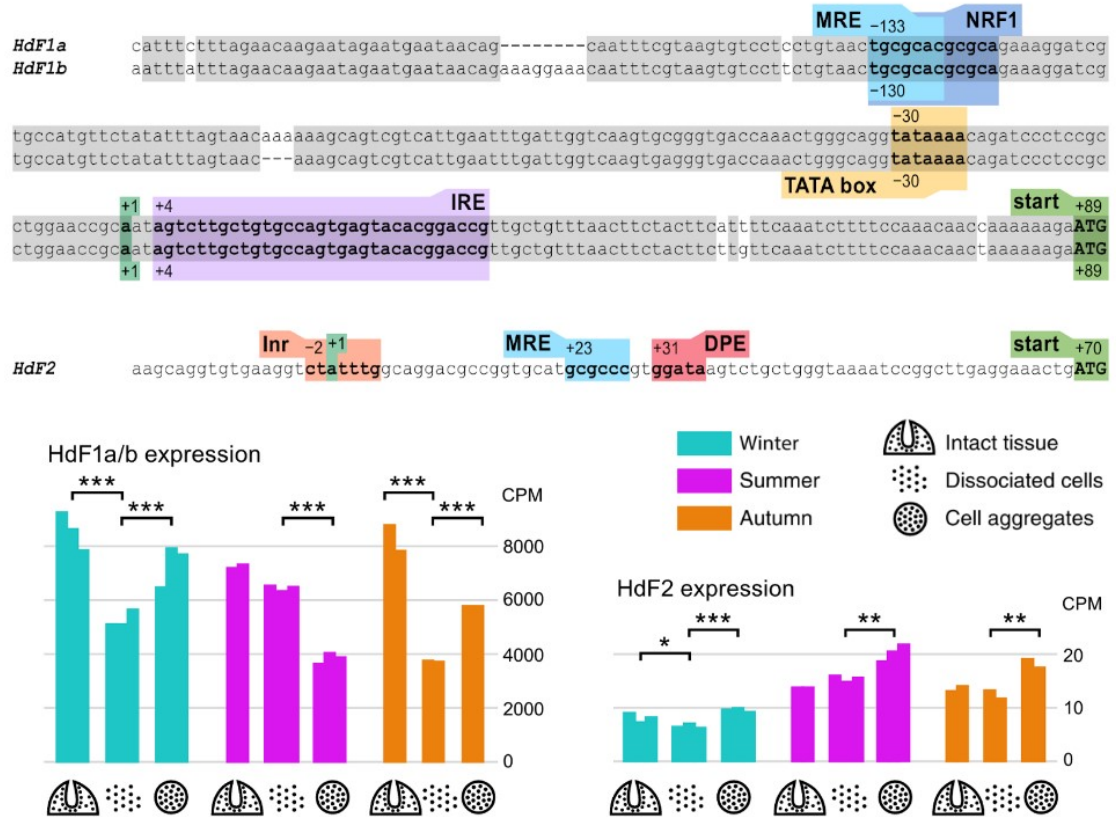 MRE −133 NRF1
HdF1a catttctttagaacaagaatagaatgaataacag--------caatttcgtaagtgtcctcctgtaactgcgcacgcgcagaaaggatcg
HdF1b aatttatttagaacaagaatagaatgaataacagaaaggaaacaatttcgtaagtgtccttctgtaactgcgcacgcgcagaaaggatcg
−130
−30
tgccatgttctatatttagtaacaaaaaagcagtcgtcattgaatttgattggtcaagtgcgggtgaccaaactgggcaggtataaaacagatccctccgc
tgccatgttctatatttagtaac---aaagcagtcgtcattgaatttgattggtcaagtgagggtgaccaaactgggcaggtataaaacagatccctccgc
TATA box −30
+1 +4 IRE start +89
ctggaaccgcaataagtcttgctgtgccagtgagtacacggaccgttgctgtttaacttctacttcattttcaaatctttttccaaacaaccaaaaaagaATG
ctggaaccgcaataagtcttgctgtgccagtgagtacacggaccgttgctgtttaacttctacttcttgttcaaatcttttccaaacaactaaaaaagaATG
+1 +4 +89
Inr −2 +1 MRE +23 +31 DPE start +70
HdF2 aagcaggtgtgaaggtctatttggcaggacgccggtgcatgcgcccgtggataagtctgctgggtaaaatccggcttgaggaaactgATG
HdF1a/b expression
Winter
Summer
Autumn
Intact tissue
Dissociated cells
Cell aggregates
*** *** *** *** ***
CPM
8000
6000
4000
2000
0
HdF2 expression
CPM
* *** ** **
20
10
0